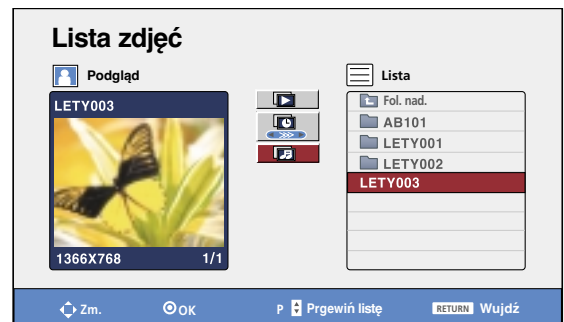 Lista zdjęć
Podgląd
LETY003
1366X768 1/1
Lista
Fol. nad.
AB101
LETY001
LETY002
LETY003
Zm. OK P Prgewiń listę RETURN Wujdź